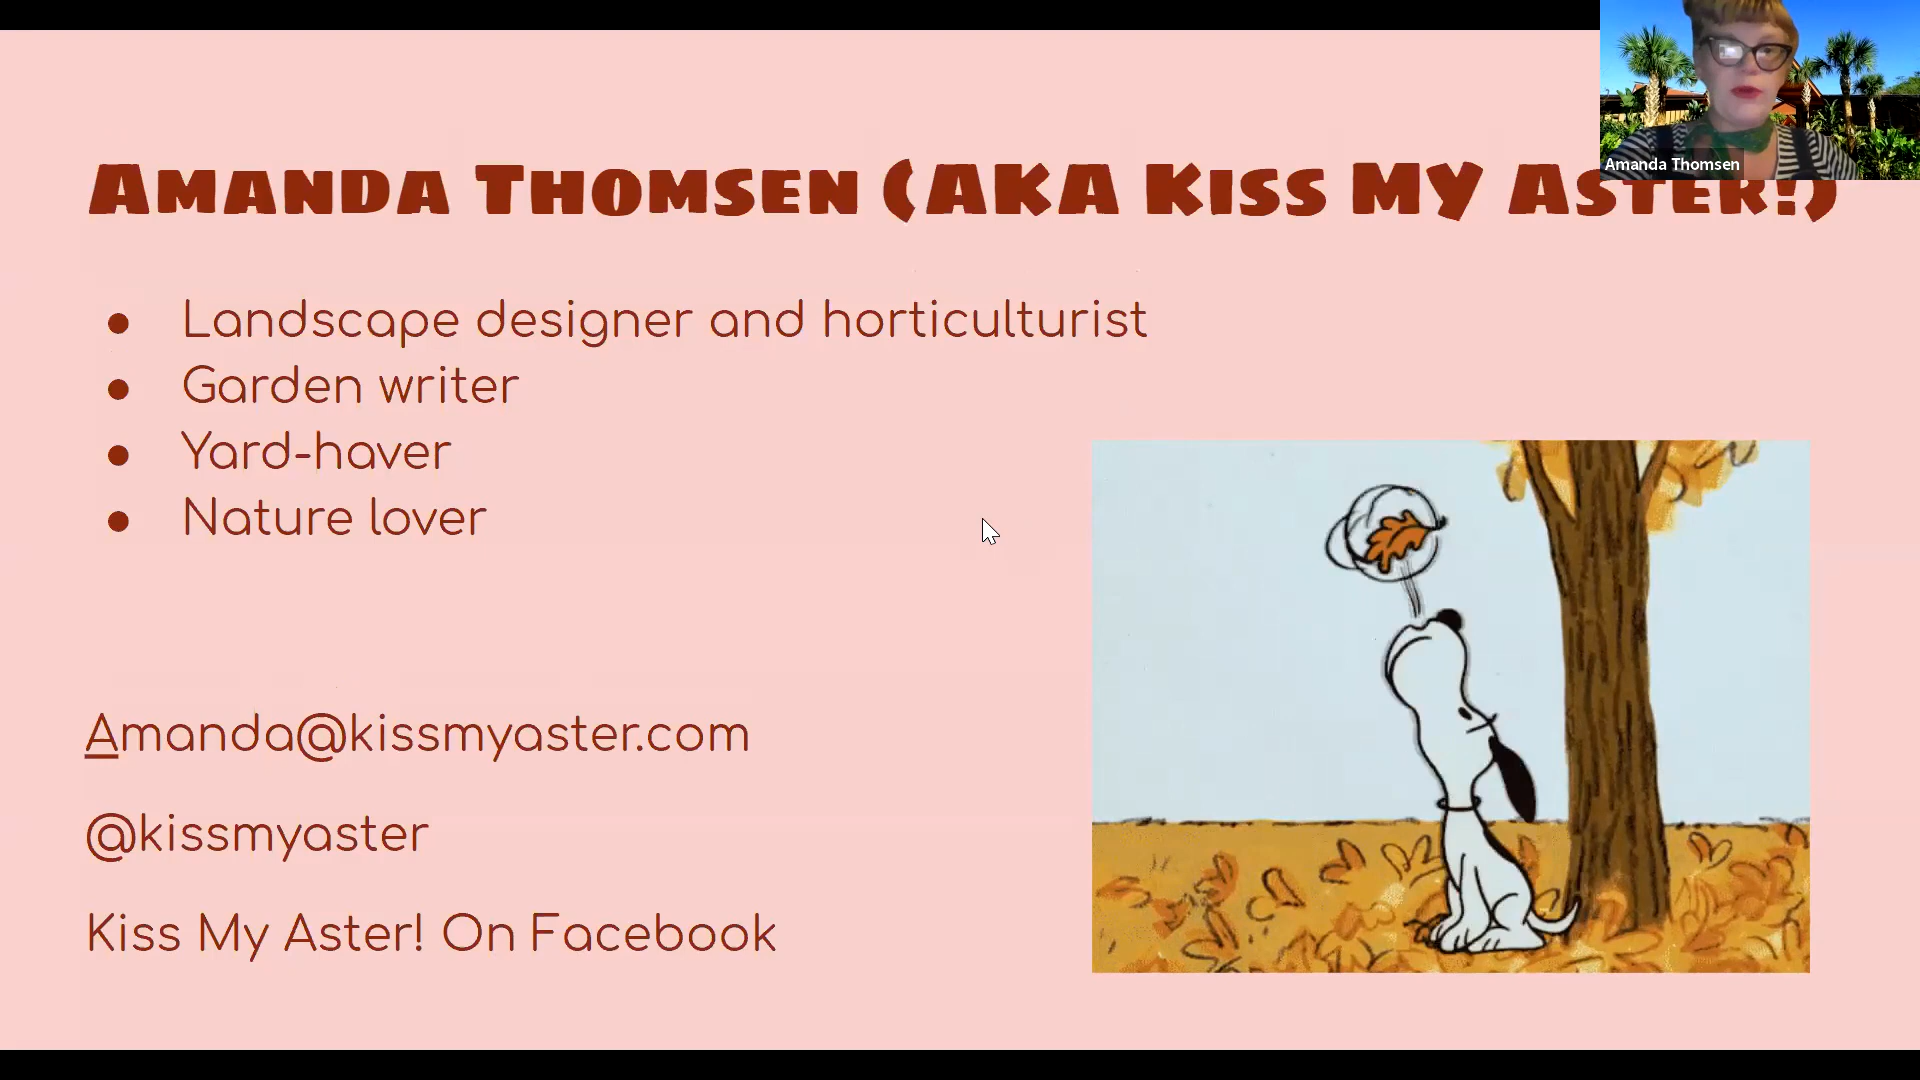 Amanda Thomsen (AKA Kiss My Aster!)
Amanda Thomsen
Landscape designer and horticulturist
Garden writer
Yard-haver
Nature lover
Amanda@kissmyaster.com
@kissmyaster
Kiss My Aster! On Facebook